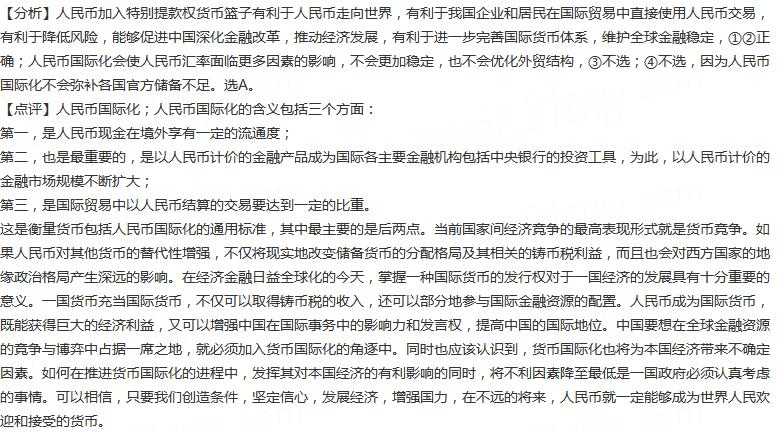 【分析】人民币加入特别提款权货币篮子有利于人民币走向世界，有利于我国企业和居民在国际贸易中直接使用人民币交易，
有利于降低风险，能够促进中国深化金融改革，推动经济发展，有利于进一步完善国际货币体系，维护全球金融稳定，①②正
确；人民币国际化会使人民币汇率面临更多因素的影响，不会更加稳定，也不会优化外贸结构，③不选；④不选，因为人民币
国际化不会弥补各国官方储备不足。选A。
【点评】人民币国际化；人民币国际化的含义包括三个方面：
第一，是人民币现金在境外享有一定的流通度；
第二，也是最重要的，是以人民币计价的金融产品成为国际各主要金融机构包括中央银行的投资工具，为此，以人民币计价的
金融市场规模不断扩大；
第三，是国际贸易中以人民币结算的交易要达到一定的比重。
这是衡量货币包括人民币国际化的通用标准，其中最主要的是后两点。当前国家间经济竞争的最高表现形式就是货币竞争。如
果人民币对其他货币的替代性增强，不仅将现实地改变储备货币的分配格局及其相关的铸币税利益，而且也会对西方国家的地
缘政治格局产生深远的影响。在经济金融日益全球化的今天，掌握一种国际货币的发行权对于一国经济的发展具有十分重要的
意义。一国货币充当国际货币，不仅可以取得铸币税的收入，还可以部分地参与国际金融资源的配置。人民币成为国际货币，
既能获得巨大的经济利益，又可以增强中国在国际事务中的影响力和发言权，提高中国的国际地位。中国要想在全球金融资源
的竞争与博弈中占据一席之地，就必须加入货币国际化的角逐中。同时也应该认识到，货币国际化也将为本国经济带来不确定
因素。如何在推进货币国际化的进程中，发挥其对本国经济的有利影响的同时，将不利因素降至最低是一国政府必须认真考虑
的事情。可以相信，只要我们创造条件，坚定信心，发展经济，增强国力，在不远的将来，人民币就一定能够成为世界人民欢
迎和接受的货币。